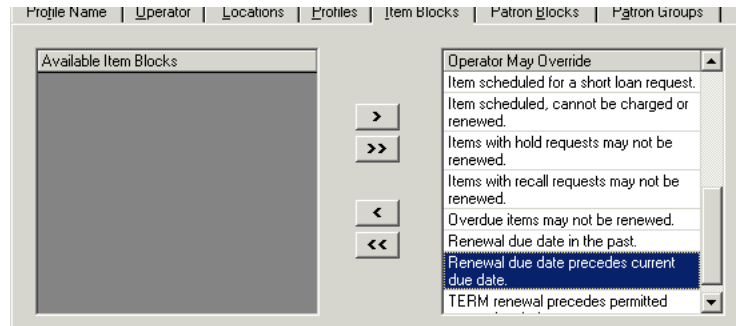 Profile Name Operator Locations Profiles Item Blocks Patron Blocks Patron Groups
Available Item Blocks
>
>>
<
<<
Operator May Override
Item scheduled for a short loan request.
Item scheduled, cannot be charged or
renewed.
Items with hold requests may not be
renewed.
Items with recall requests may not be
renewed.
Overdue items may not be renewed.
Renewal due date in the past.
Renewal due date precedes current
due date.
TERM renewal precedes permitted